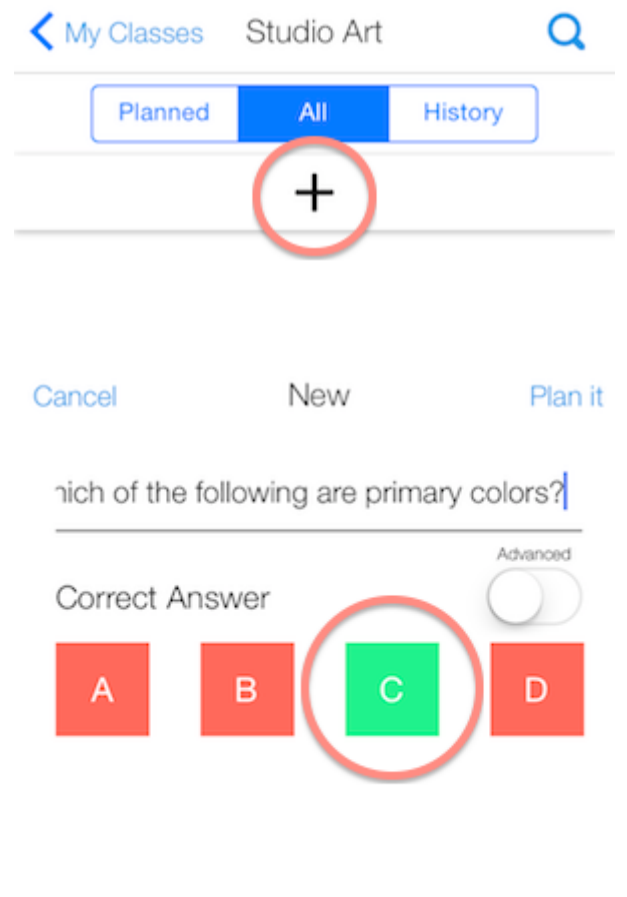 My Classes Studio Art
Planned All History
+
Cancel New Plan it
hich of the following are primary colors?
Advanced
Correct Answer
A B C D